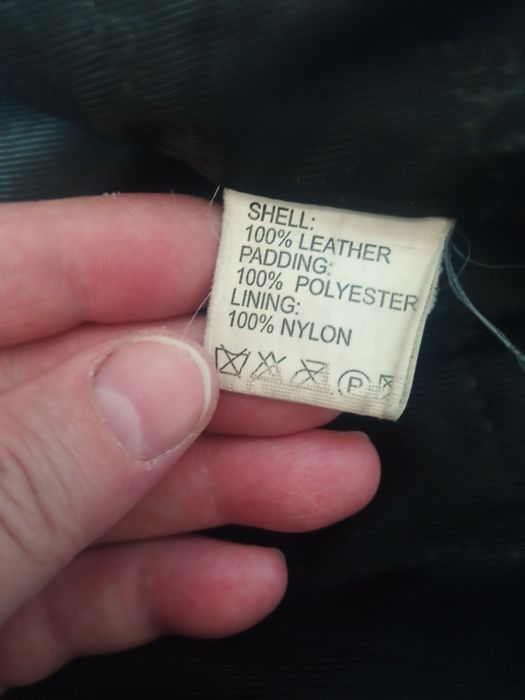 SHELL:
100% LEATHER
PADDING:
100% POLYESTER
LINING:
100% NYLON
P